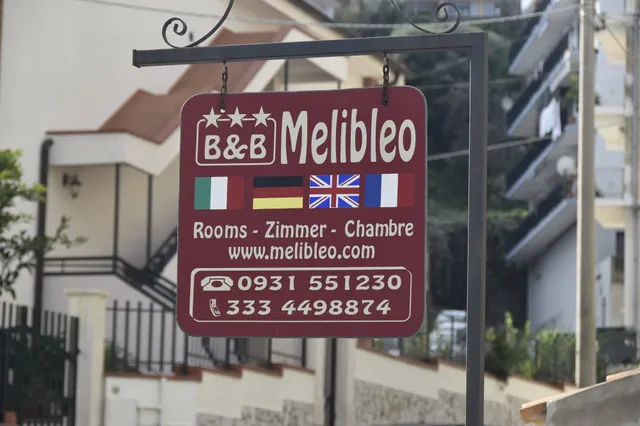 B&B Melibleo
Rooms - Zimmer - Chambre
www.melibleo.com
0931 551230
333 4498874